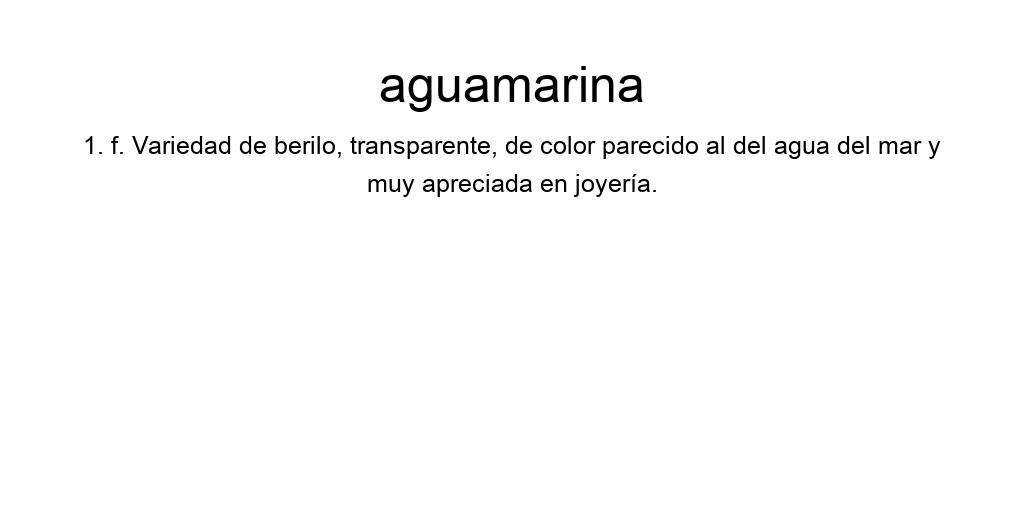 aguamarina
1. f. Variedad de berilo, transparente, de color parecido al del agua del mar y
muy apreciada en joyería.